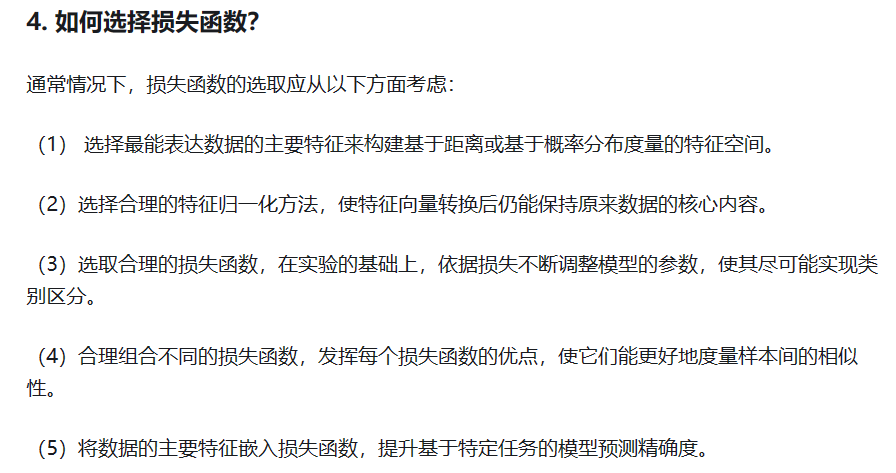 4. 如何选择损失函数？
通常情况下，损失函数的选取应从以下方面考虑：
（1） 选择最能表达数据的主要特征来构建基于距离或基于概率分布度量的特征空间。
（2）选择合理的特征归一化方法，使特征向量转换后仍能保持原来数据的核心内容。
（3）选取合理的损失函数，在实验的基础上，依据损失不断调整模型的参数，使其尽可能实现类
别区分。
（4）合理组合不同的损失函数，发挥每个损失函数的优点，使它们能更好地度量样本间的相似
性。
（5）将数据的主要特征嵌入损失函数，提升基于特定任务的模型预测精确度。